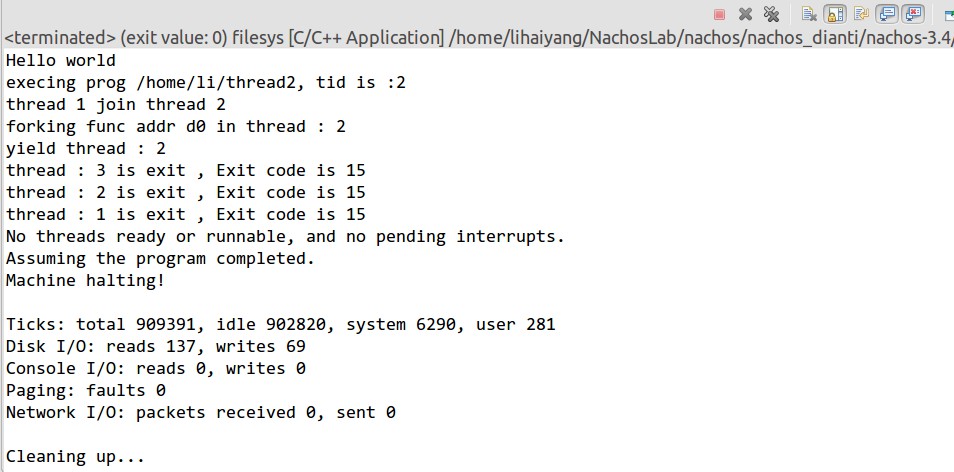 <terminated> (exit value: 0) filesys [C/C++ Application] /home/lihaiyang/NachosLab/nachos/nachos_dianti/nachos-3.4/
Hello world
execing prog /home/li/thread2, tid is :2
thread 1 join thread 2
forking func addr d0 in thread : 2
yield thread : 2
thread : 3 is exit , Exit code is 15
thread : 2 is exit , Exit code is 15
thread : 1 is exit , Exit code is 15
No threads ready or runnable, and no pending interrupts.
Assuming the program completed.
Machine halting!

Ticks: total 909391, idle 902820, system 6290, user 281
Disk I/O: reads 137, writes 69
Console I/O: reads 0, writes 0
Paging: faults 0
Network I/O: packets received 0, sent 0

Cleaning up...